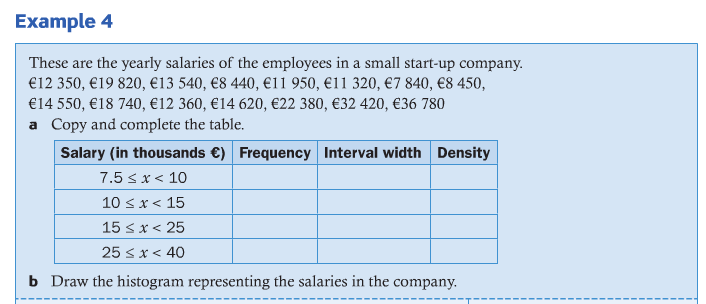 Example 4
These are the yearly salaries of the employees in a small start-up company.
€12 350, €19 820, €13 540, €8 440, €11 950, €11 320, €7 840, €8 450,
€14 550, €18 740, €12 360, €14 620, €22 380, €32 420, €36 780
a Copy and complete the table.
Salary (in thousands €) Frequency Interval width Density
7.5 ≤ x < 10
10 ≤ x < 15
15 ≤ x < 25
25 ≤ x < 40
b Draw the histogram representing the salaries in the company.